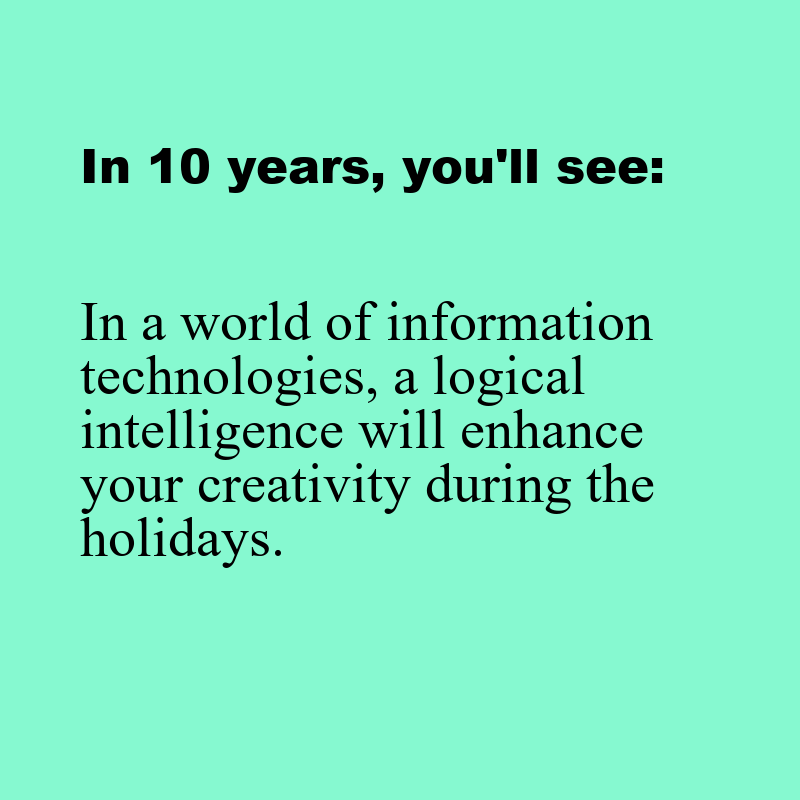 In 10 years, you'll see:
In a world of information
technologies, a logical
intelligence will enhance
your creativity during the
holidays.